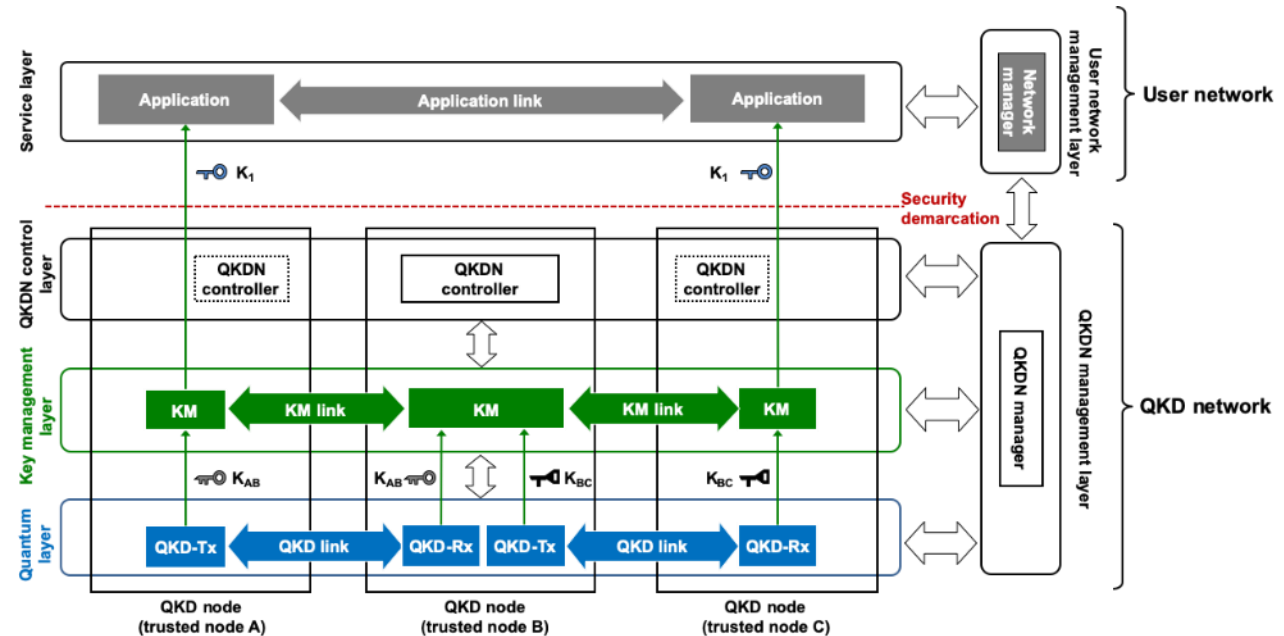 Service layer
Application
Application link
Application
Network
manager
User network
management layer
User network
K1
K1
Security
demarcation
QKDN control
layer
QKDN
controller
QKDN
controller
QKDN
controller
Key management
layer
KM
KM link
KM
KM link
KM
QKDN manager
QKDN management layer
QKD network
KAB
KAB
KBC
KBC
Quantum
layer
QKD-Tx
QKD link
QKD-Rx
QKD-Tx
QKD link
QKD-Rx
QKD node
(trusted node A)
QKD node
(trusted node B)
QKD node
(trusted node C)